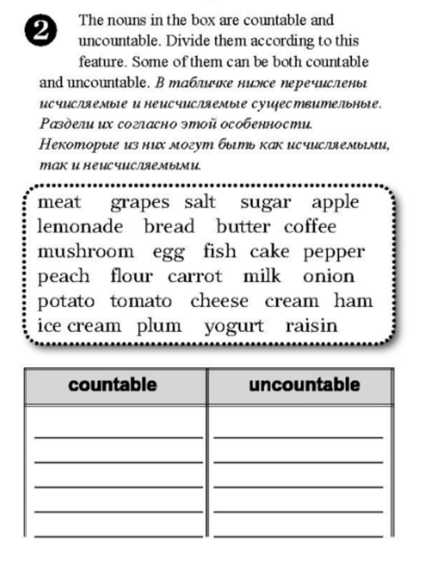 2 The nouns in the box are countable and
uncountable. Divide them according to this
feature. Some of them can be both countable
and uncountable. В табличке ниже перечислены
исчисляемые и неисчисляемые существительные.
Раздели их согласно этой особенности.
Некоторые из них могут быть как исчисляемыми,
так и неисчисляемыми.
meat grapes salt sugar apple
lemonade bread butter coffee
mushroom egg fish cake pepper
peach flour carrot milk onion
potato tomato cheese cream ham
ice cream plum yogurt raisin
countable uncountable